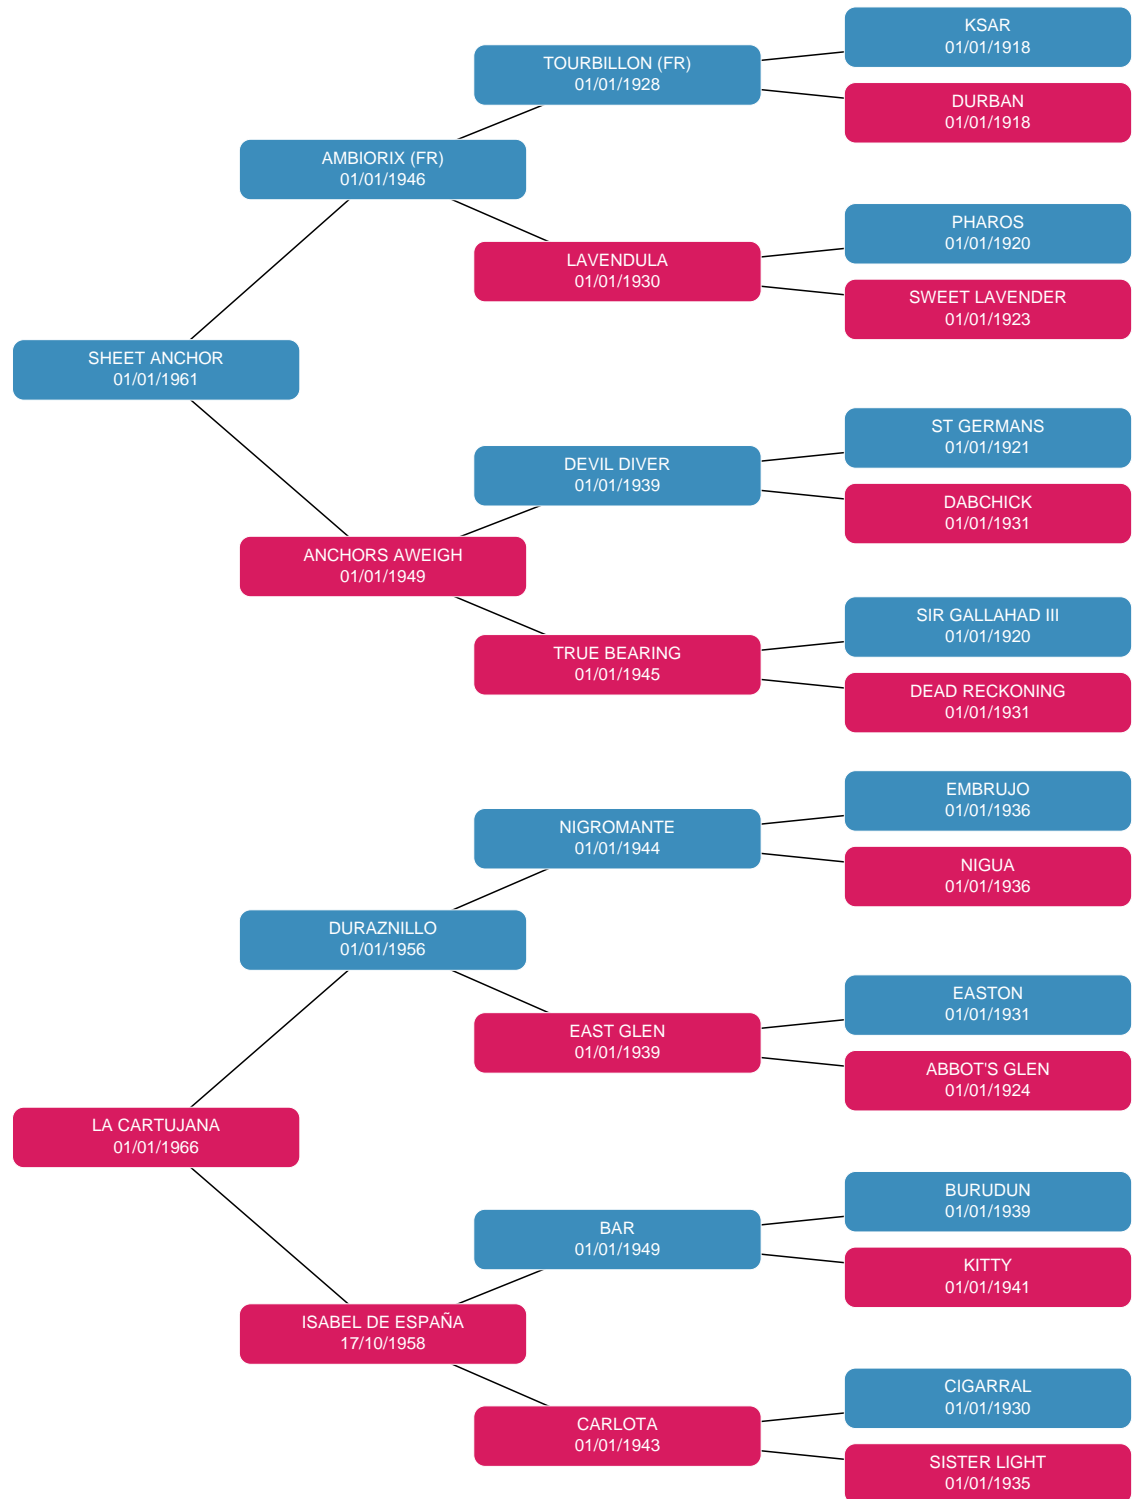 KSAR
01/01/1918
TOURBILLON (FR)
01/01/1928
DURBAN
01/01/1918
AMBIORIX (FR)
01/01/1946
PHAROS
01/01/1920
LAVENDULA
01/01/1930
SWEET LAVENDER
01/01/1923
SHEET ANCHOR
01/01/1961
ST GERMANS
01/01/1921
DEVIL DIVER
01/01/1939
DABCHICK
01/01/1931
ANCHORS AWEIGH
01/01/1949
SIR GALLAHAD III
01/01/1920
TRUE BEARING
01/01/1945
DEAD RECKONING
01/01/1931
EMBRUJO
01/01/1936
NIGROMANTE
01/01/1944
NIGUA
01/01/1936
DURAZNILLO
01/01/1956
EASTON
01/01/1931
EAST GLEN
01/01/1939
ABBOT'S GLEN
01/01/1924
LA CARTUJANA
01/01/1966
BURUDUN
01/01/1939
BAR
01/01/1949
KITTY
01/01/1941
ISABEL DE ESPAÑA
17/10/1958
CIGARRAL
01/01/1930
CARLOTA
01/01/1943
SISTER LIGHT
01/01/1935